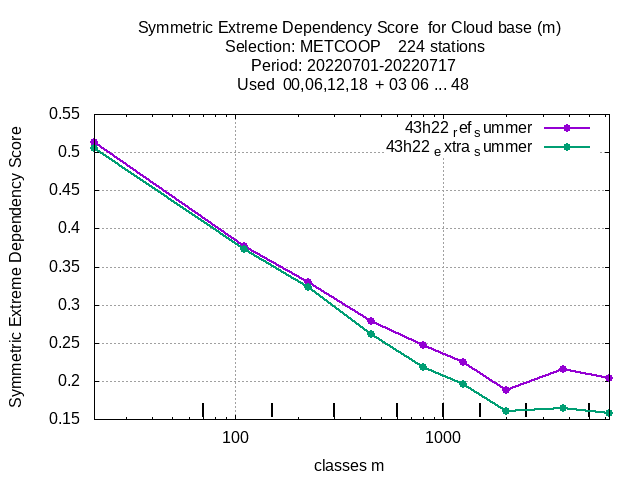 Symmetric Extreme Dependency Score for Cloud base (m)
Selection: METCOOP 224 stations
Period: 20220701-20220717
Used 00,06,12,18 + 03 06 ... 48
Symmetric Extreme Dependency Score
0.55
0.5
0.45
0.4
0.35
0.3
0.25
0.2
0.15
43h22 ref summer
43h22 extra summer
100 1000
classes m